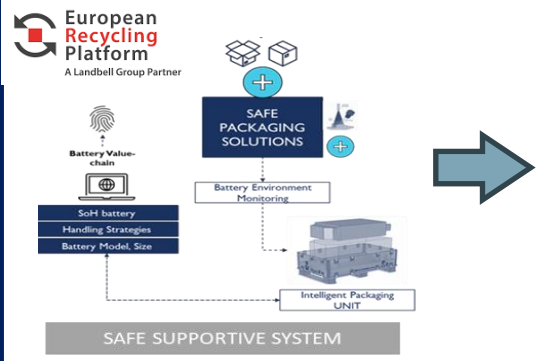 European
Recycling
Platform
A Landbell Group Partner
SAFE
PACKAGING
SOLUTIONS
Battery Value-
chain
Battery Environment
Monitoring
SoH battery
Handling Strategies
Battery Model, Size
Intelligent Packaging
UNIT
SAFE SUPPORTIVE SYSTEM